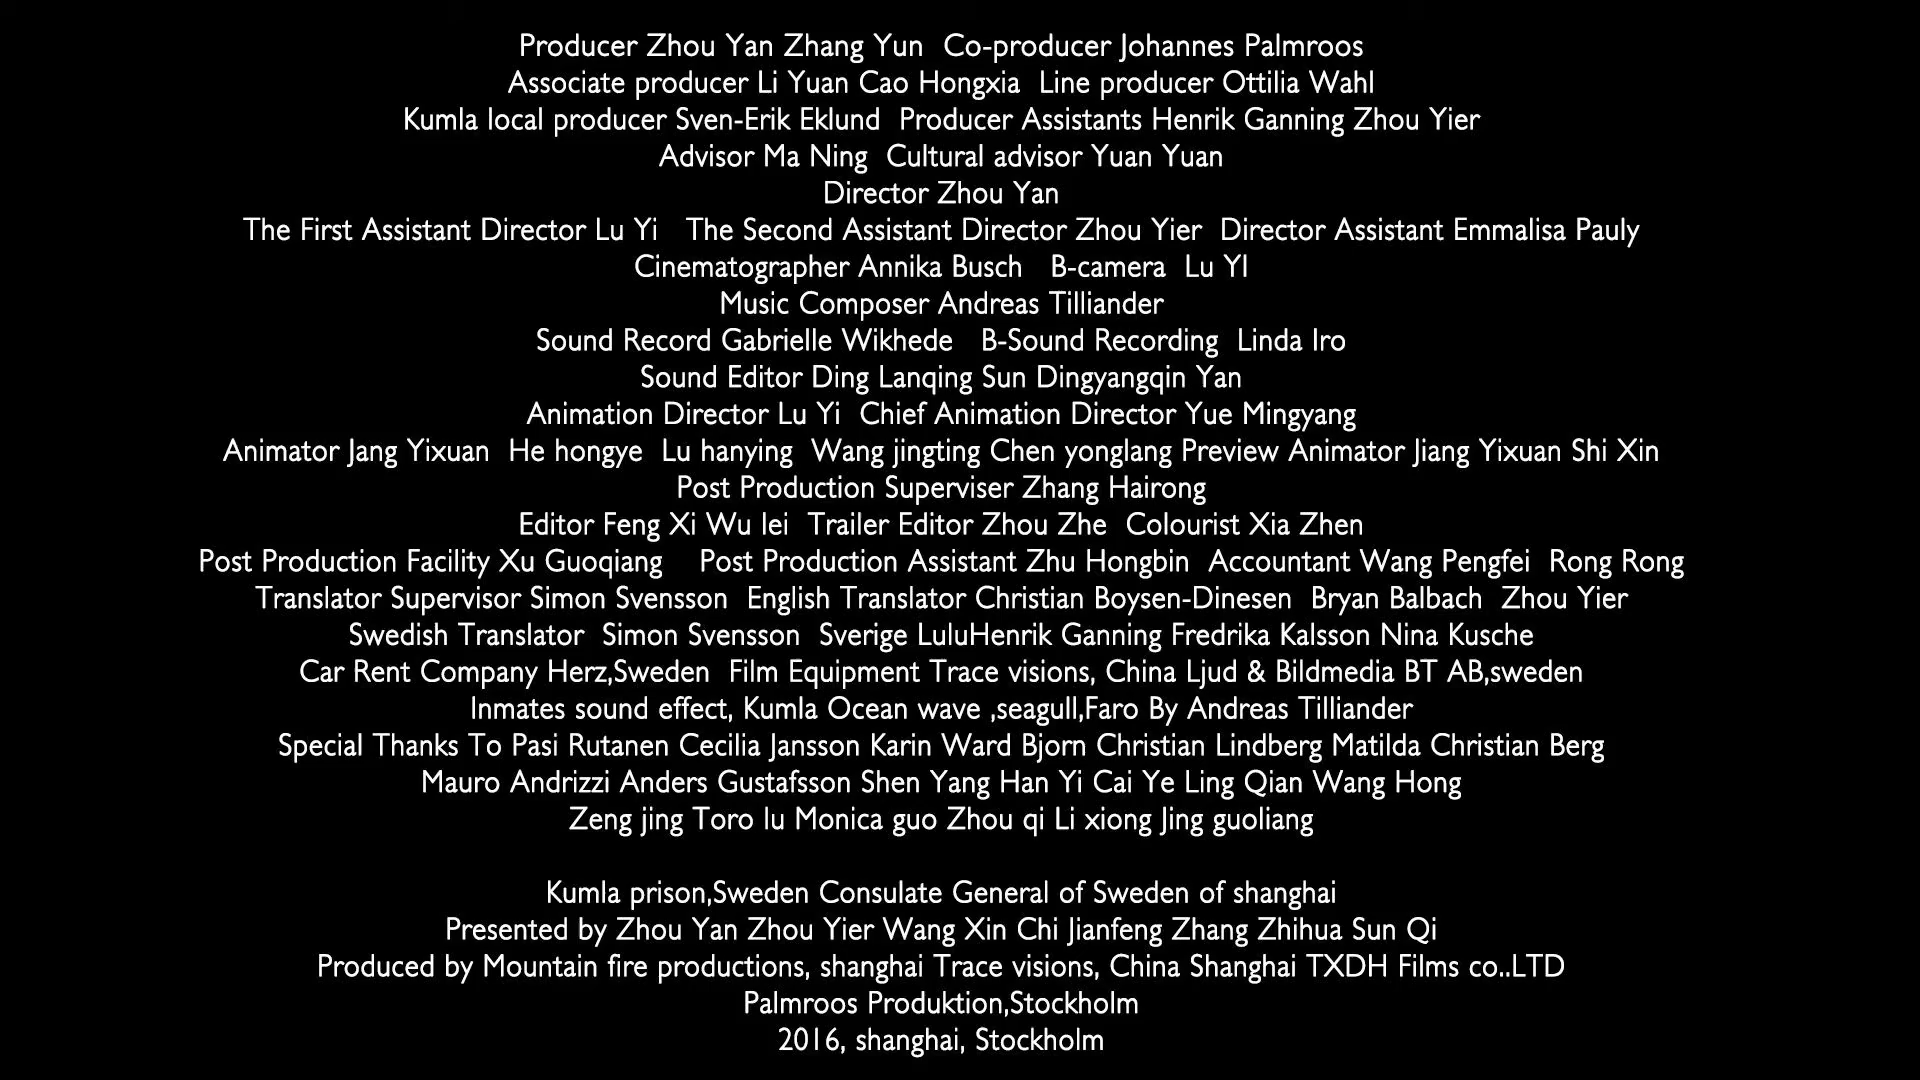 Producer Zhou Yan Zhang Yun  Co-producer Johannes Palmroos
Associate producer Li Yuan Cao Hongxia  Line producer Ottilia Wahl
Kumla local producer Sven-Erik Eklund  Producer Assistants Henrik Ganning Zhou Yier
Advisor Ma Ning  Cultural advisor Yuan Yuan
Director Zhou Yan
The First Assistant Director Lu Yi   The Second Assistant Director Zhou Yier  Director Assistant Emmalisa Pauly
Cinematographer Annika Busch   B-camera  Lu YI
Music Composer Andreas Tilliander
Sound Record Gabrielle Wikhede   B-Sound Recording  Linda Iro
Sound Editor Ding Lanqing Sun Dingyangqin Yan
Animation Director Lu Yi  Chief Animation Director Yue Mingyang
Animator Jang Yixuan  He hongye  Lu hanying  Wang jingting Chen yonglang Preview Animator Jiang Yixuan Shi Xin
Post Production Superviser Zhang Hairong
Editor Feng Xi Wu lei  Trailer Editor Zhou Zhe  Colourist Xia Zhen
Post Production Facility Xu Guoqiang    Post Production Assistant Zhu Hongbin  Accountant Wang Pengfei  Rong Rong
Translator Supervisor Simon Svensson  English Translator Christian Boysen-Dinesen  Bryan Balbach  Zhou Yier
Swedish Translator  Simon Svensson  Sverige LuluHenrik Ganning Fredrika Kalsson Nina Kusche
Car Rent Company Herz,Sweden  Film Equipment Trace visions, China Ljud & Bildmedia BT AB,sweden
Inmates sound effect, Kumla Ocean wave ,seagull,Faro By Andreas Tilliander
Special Thanks To Pasi Rutanen Cecilia Jansson Karin Ward Bjorn Christian Lindberg Matilda Christian Berg
Mauro Andrizzi Anders Gustafsson Shen Yang Han Yi Cai Ye Ling Qian Wang Hong
Zeng jing Toro lu Monica guo Zhou qi Li xiong Jing guoliang
Kumla prison,Sweden Consulate General of Sweden of shanghai
Presented by Zhou Yan Zhou Yier Wang Xin Chi Jianfeng Zhang Zhihua Sun Qi
Produced by Mountain fire productions, shanghai Trace visions, China Shanghai TXDH Films co..LTD
Palmroos Produktion,Stockholm
2016, shanghai, Stockholm